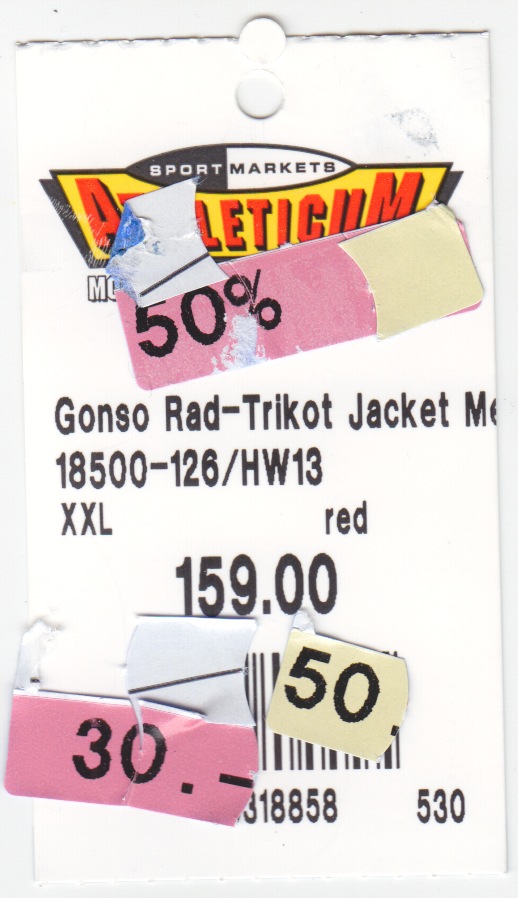 SPORT MARKETS
ATHLETICUM
50%
Gonso Rad-Trikot Jacket Me
18500-126/HW13
XXL red
159.00
50.
30.-
318858 530